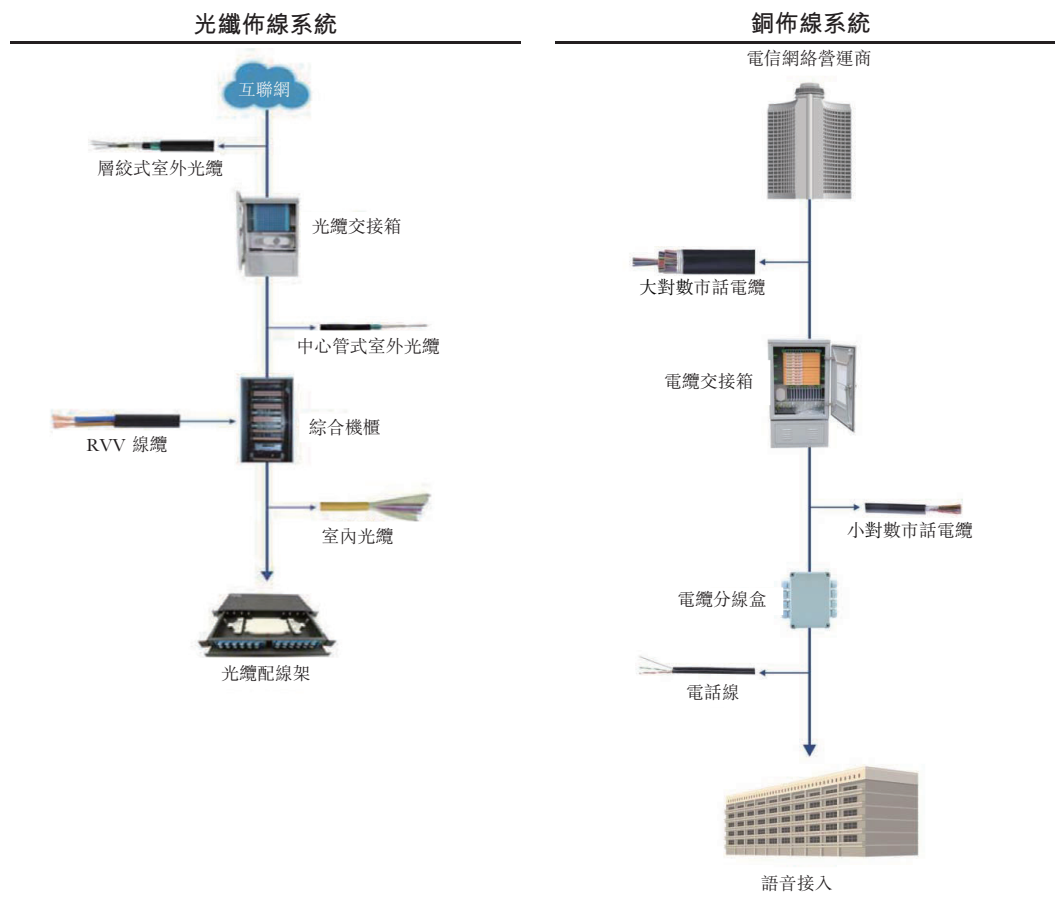 光纖佈線系統
互聯網
層絞式室外光纜
光纜交接箱
中心管式室外光纜
綜合機櫃
RVV 線纜
室內光纜
光纜配線架
銅佈線系統
電信網絡營運商
大對數市話電纜
電纜交接箱
小對數市話電纜
電纜分線盒
電話線
語音接入